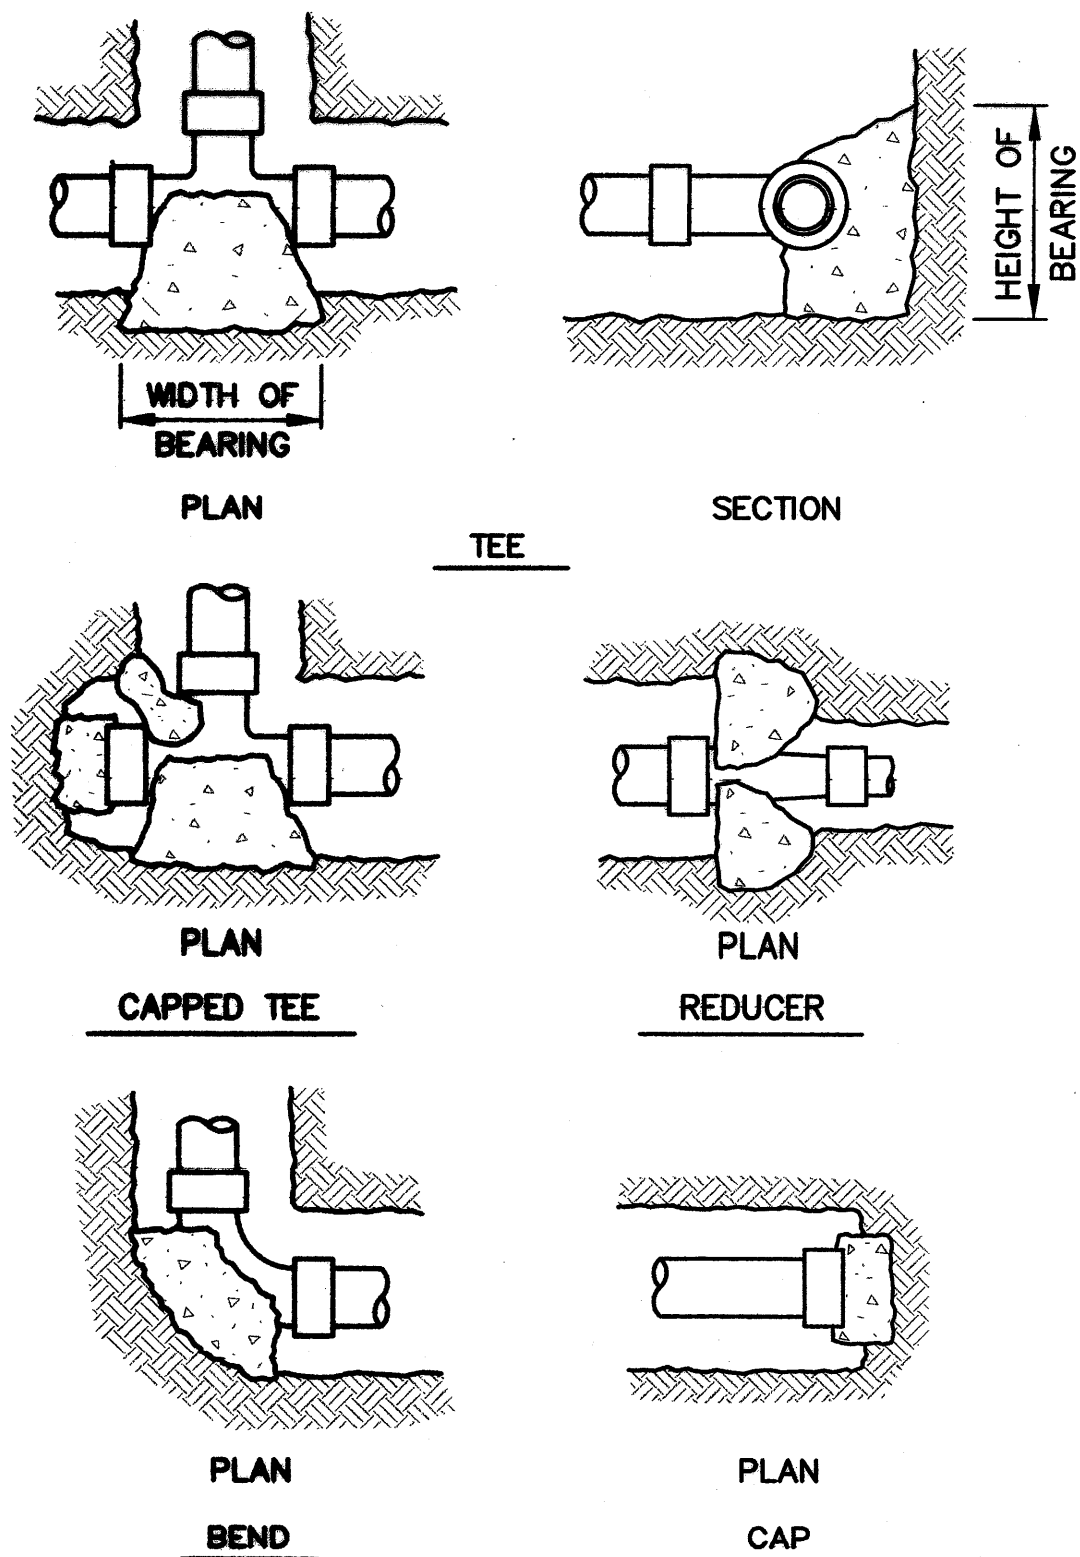 HEIGHT OF
BEARING
WIDTH OF
BEARING
PLAN
SECTION
TEE
PLAN
PLAN
CAPPED TEE
REDUCER
PLAN
PLAN
BEND
CAP